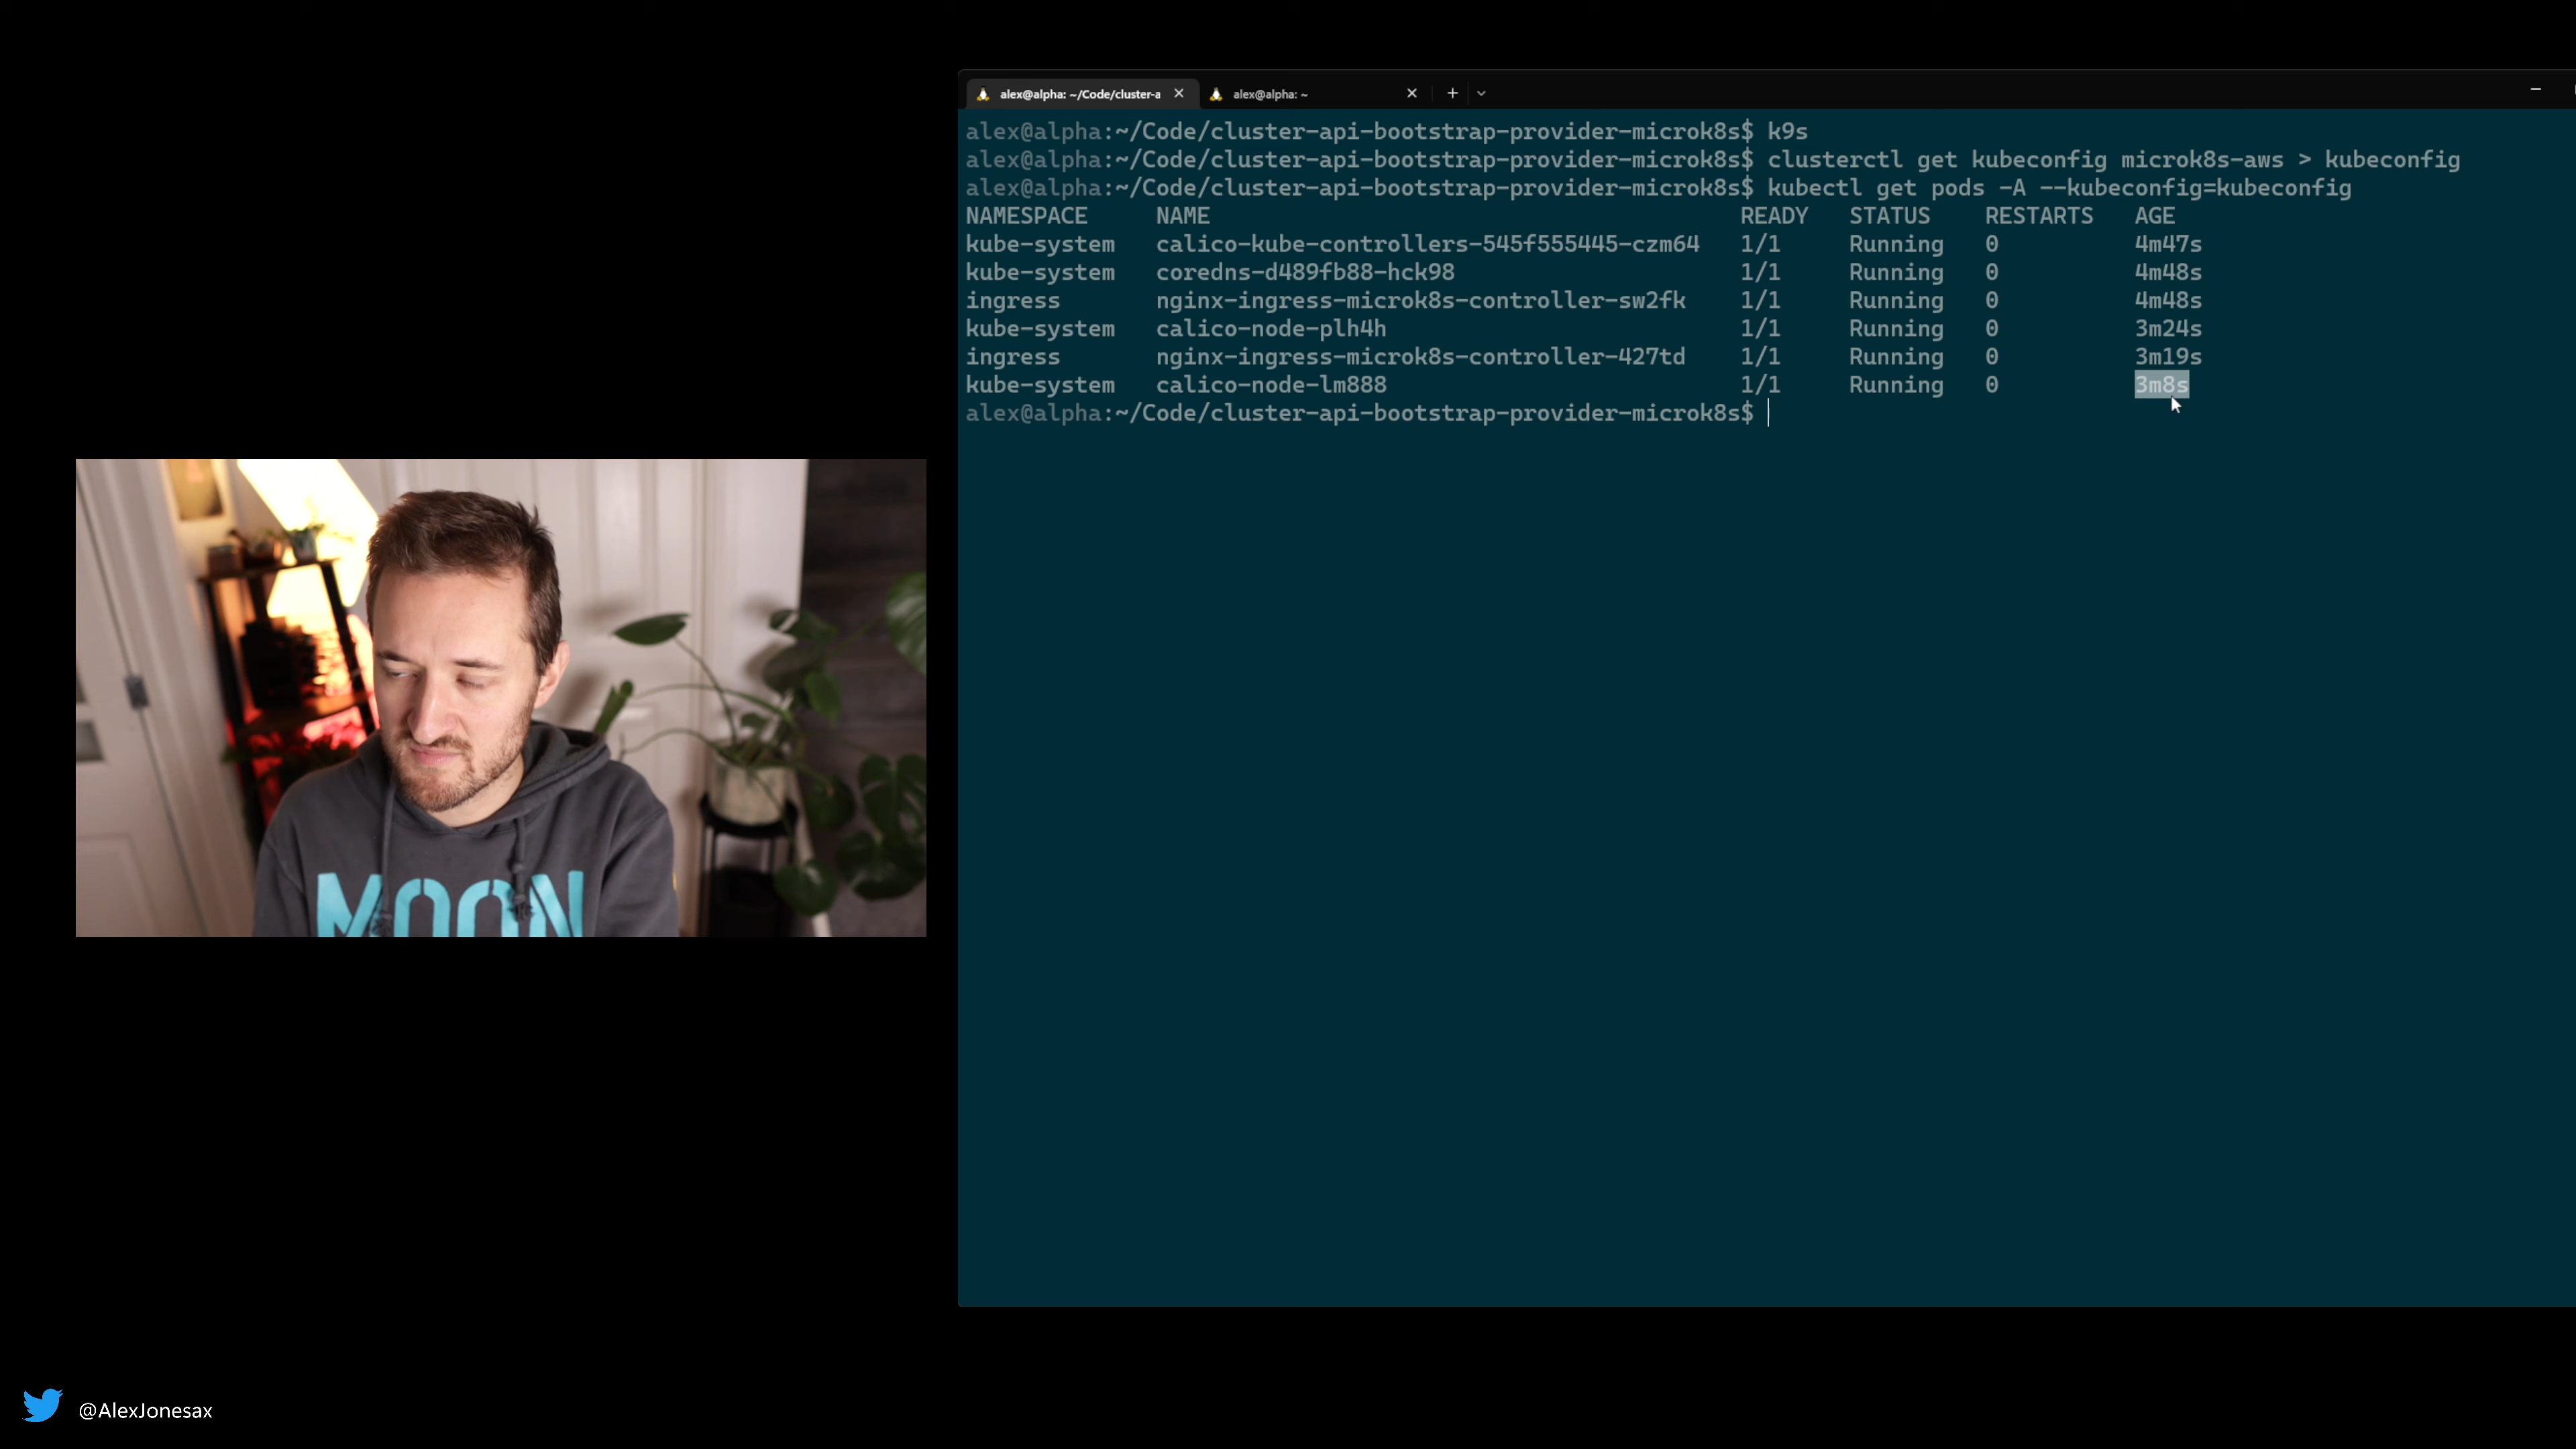 alex@alpha: ~/Code/cluster-a
alex@alpha: ~
alex@alpha:~/Code/cluster-api-bootstrap-provider-microk8s$ k9s
alex@alpha:~/Code/cluster-api-bootstrap-provider-microk8s$ clusterctl get kubeconfig microk8s-aws > kubeconfig
alex@alpha:~/Code/cluster-api-bootstrap-provider-microk8s$ kubectl get pods -A --kubeconfig=kubeconfig
NAMESPACE NAME READY STATUS RESTARTS AGE
kube-system calico-kube-controllers-545f555445-czm64 1/1 Running 0 4m47s
kube-system coredns-d489fb88-hck98 1/1 Running 0 4m48s
ingress nginx-ingress-microk8s-controller-sw2fk 1/1 Running 0 4m48s
kube-system calico-node-plh4h 1/1 Running 0 3m24s
ingress nginx-ingress-microk8s-controller-427td 1/1 Running 0 3m19s
kube-system calico-node-lm888 1/1 Running 0 3m8s
alex@alpha:~/Code/cluster-api-bootstrap-provider-microk8s$
MOON
@AlexJonesax